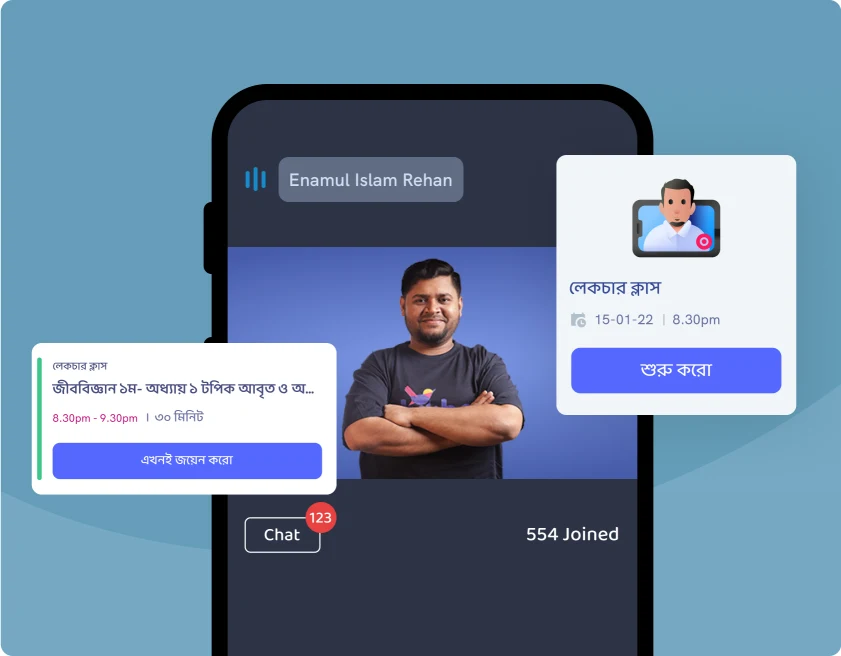 Enamul Islam Rehan
লেকচার ক্লাস
15-01-22 | 8.30pm
শুরু করো
লেকচার ক্লাস
জীববিজ্ঞান ১ম- অধ্যায় ১ টপিক আবৃত ও অ...
8.30pm - 9.30pm | ৩০ মিনিট
এখনই জয়েন করো
Chat
123
554 Joined